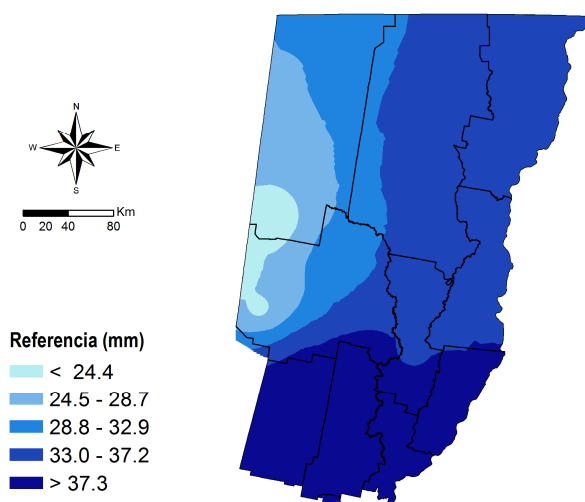 N
W E
S
Km
0 20 40 80
Referencia (mm)
< 24.4
24.5 - 28.7
28.8 - 32.9
33.0 - 37.2
> 37.3